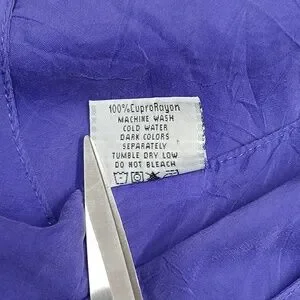 100%CuproRayon
MACHINE WASH
COLD WATER
DARK COLORS
SEPARATELY
TUMBLE DRY LOW
DO NOT BLEACH